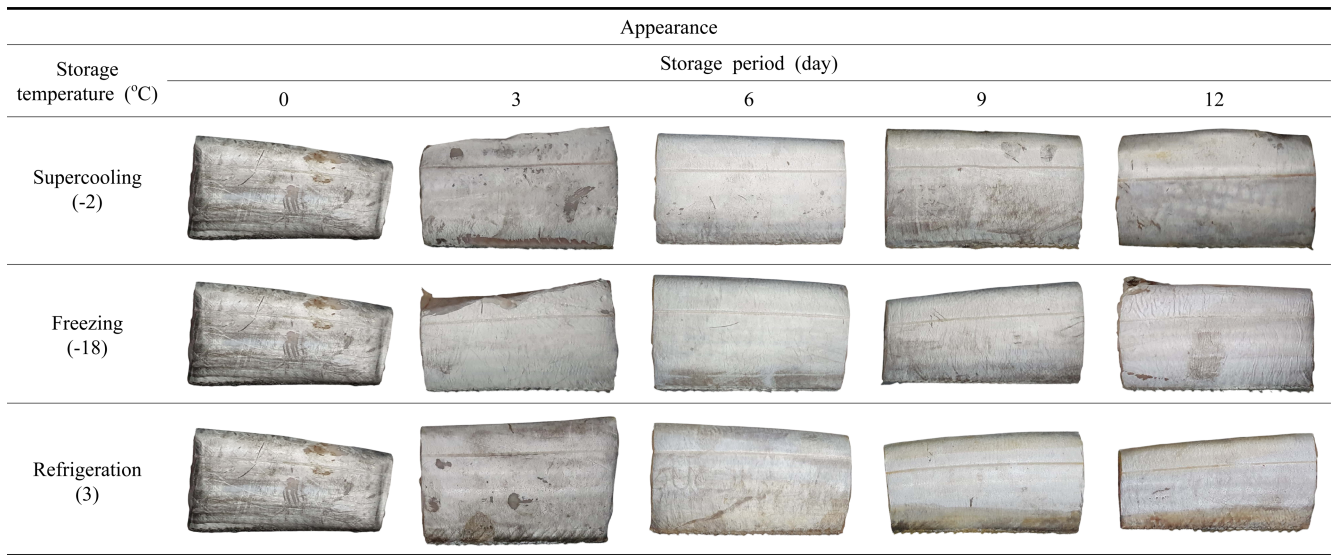 Appearance
Storage temperature (°C)
Storage period (day)
0 3 6 9 12
Supercooling
(-2)
Freezing
(-18)
Refrigeration
(3)